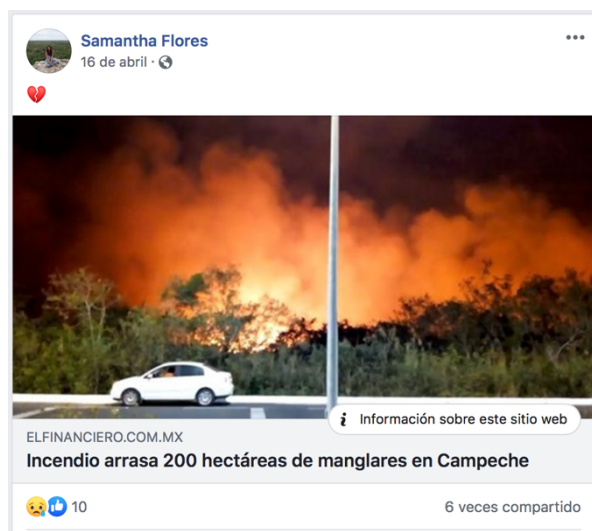 Samantha Flores
16 de abril ·
Información sobre este sitio web
ELFINANCIERO.COM.MX
Incendio arrasa 200 hectáreas de manglares en Campeche
10
6 veces compartido